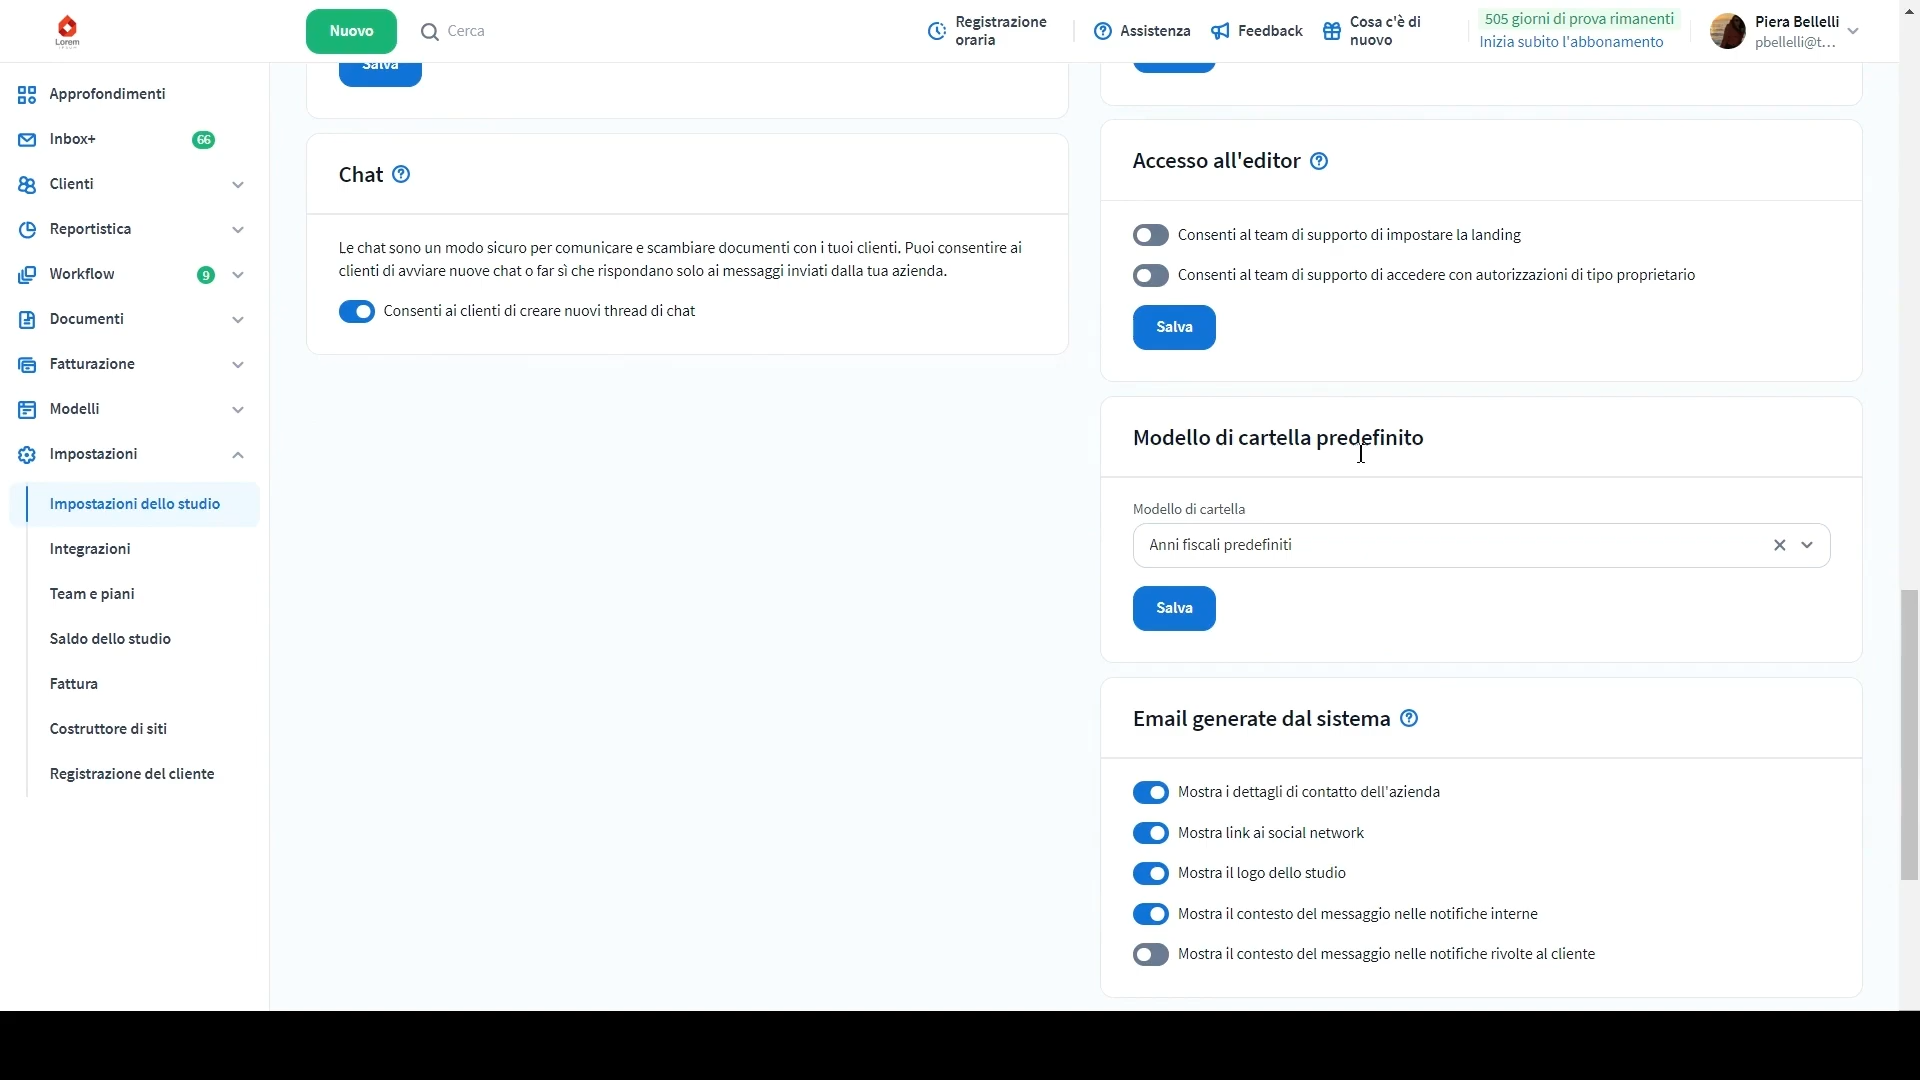 Lorem
Nuovo
Cerca
Registrazione
oraria
Assistenza
Feedback
Cosa c'è di
nuovo
505 giorni di prova rimanenti
Inizia subito l'abbonamento
Piera Bellelli
pbellelli@t...
Approfondimenti
Inbox+
66
Clienti
Reportistica
Workflow
9
Documenti
Fatturazione
Modelli
Impostazioni
Impostazioni dello studio
Integrazioni
Team e piani
Saldo dello studio
Fattura
Costruttore di siti
Registrazione del cliente
Salva
Chat
Le chat sono un modo sicuro per comunicare e scambiare documenti con i tuoi clienti. Puoi consentire ai
clienti di avviare nuove chat o far sì che rispondano solo ai messaggi inviati dalla tua azienda.
Consenti ai clienti di creare nuovi thread di chat
Accesso all'editor
Consenti al team di supporto di impostare la landing
Consenti al team di supporto di accedere con autorizzazioni di tipo proprietario
Salva
Modello di cartella predefinito
Modello di cartella
Anni fiscali predefiniti
Salva
Email generate dal sistema
Mostra i dettagli di contatto dell'azienda
Mostra link ai social network
Mostra il logo dello studio
Mostra il contesto del messaggio nelle notifiche interne
Mostra il contesto del messaggio nelle notifiche rivolte al cliente